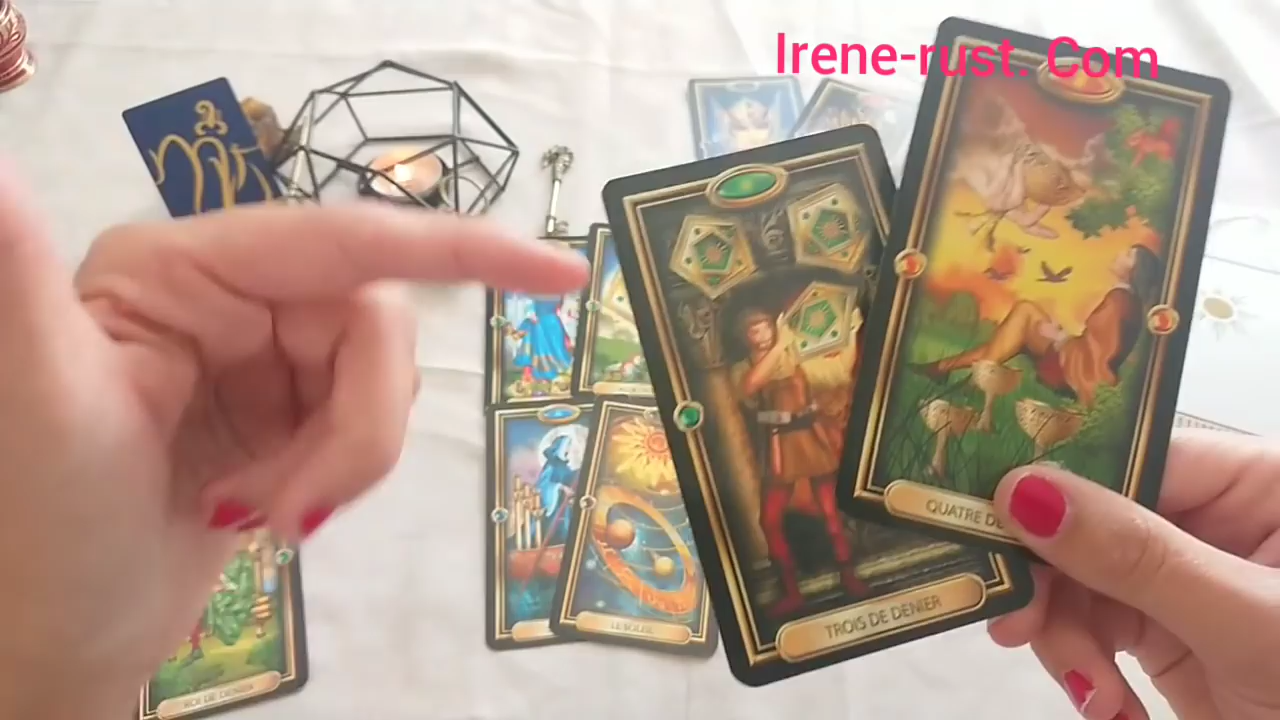 Irene-rust. Com
QUATRE DE
LE SOLEIL
TROIS DE DENIER
ROI DE DENIER